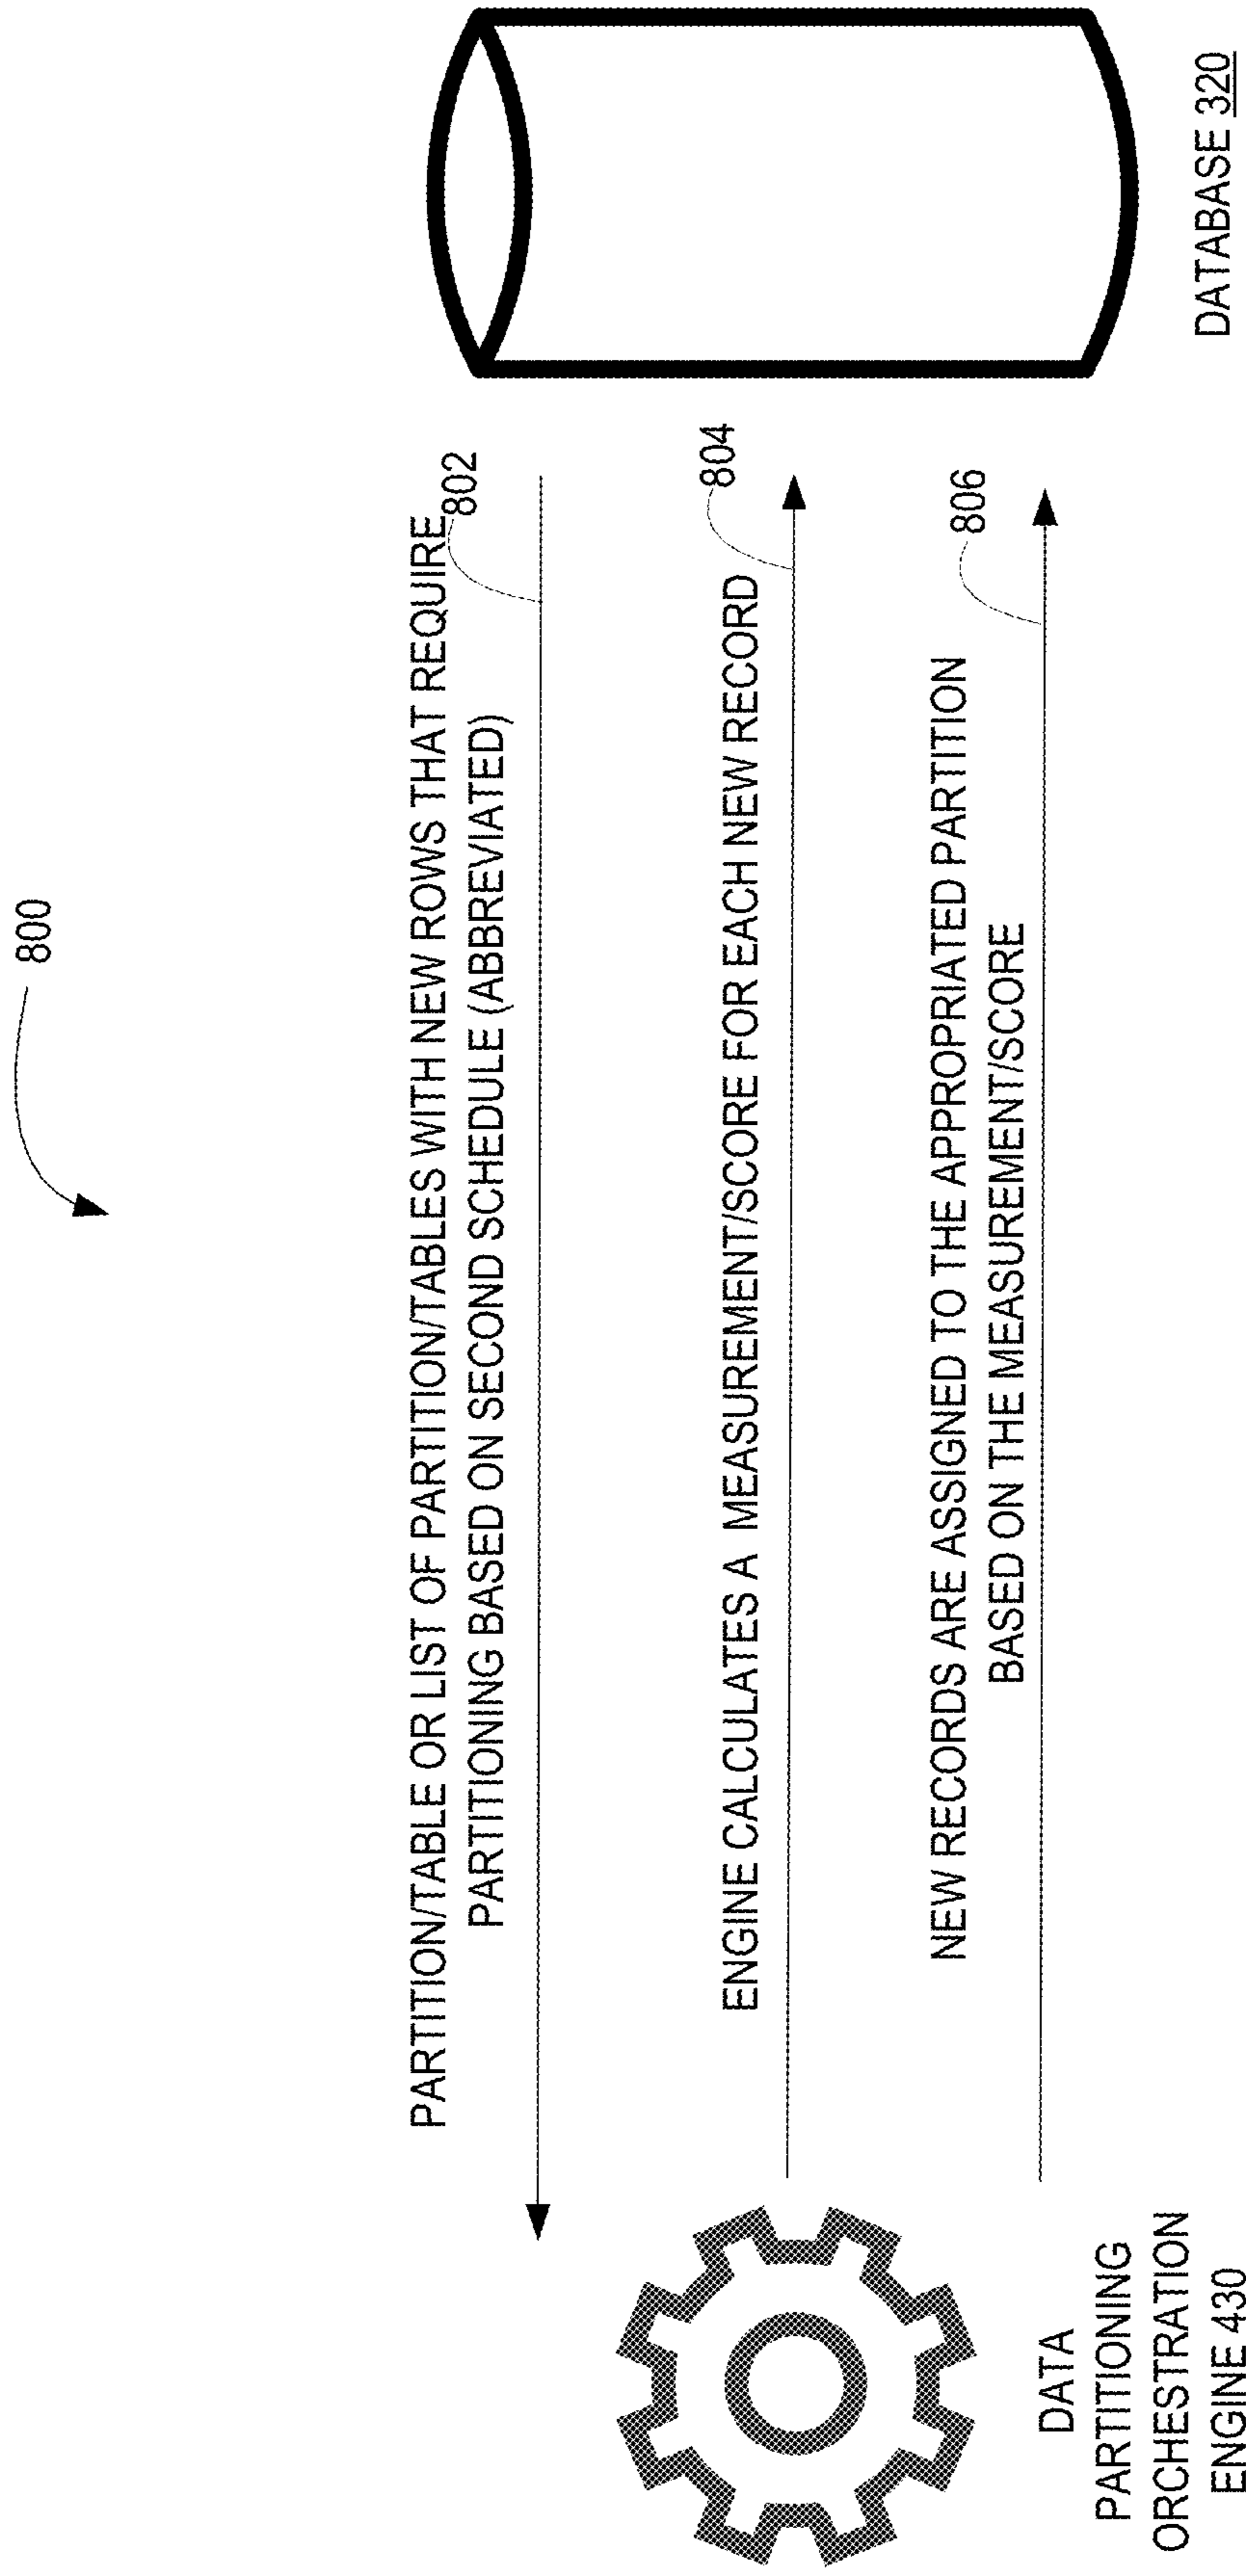 800
PARTITION/TABLE OR LIST OF PARTITION/TABLES WITH NEW ROWS THAT REQUIRE
PARTITIONING BASED ON SECOND SCHEDULE (ABBREVIATED)
802
ENGINE CALCULATES A MEASUREMENT/SCORE FOR EACH NEW RECORD
804
NEW RECORDS ARE ASSIGNED TO THE APPROPRIATED PARTITION
BASED ON THE MEASUREMENT/SCORE
806
DATA
PARTITIONING
ORCHESTRATION
ENGINE 430
DATABASE 320